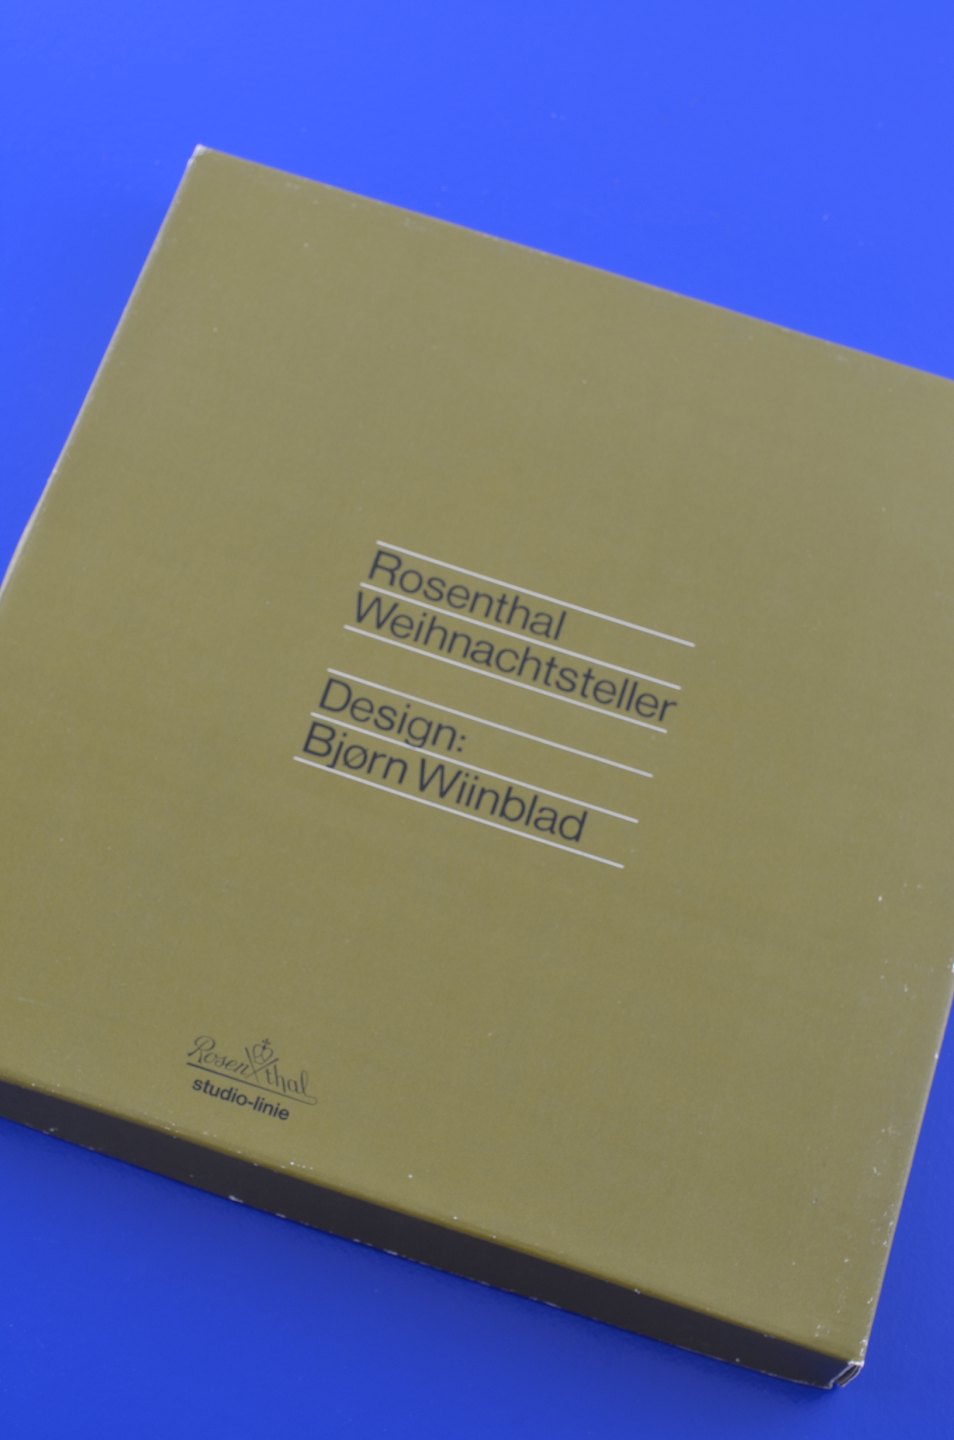 Rosenthal
Weihnachtsteller
Design:
Bjørn Wiinblad
Rosenthal
studio-linie